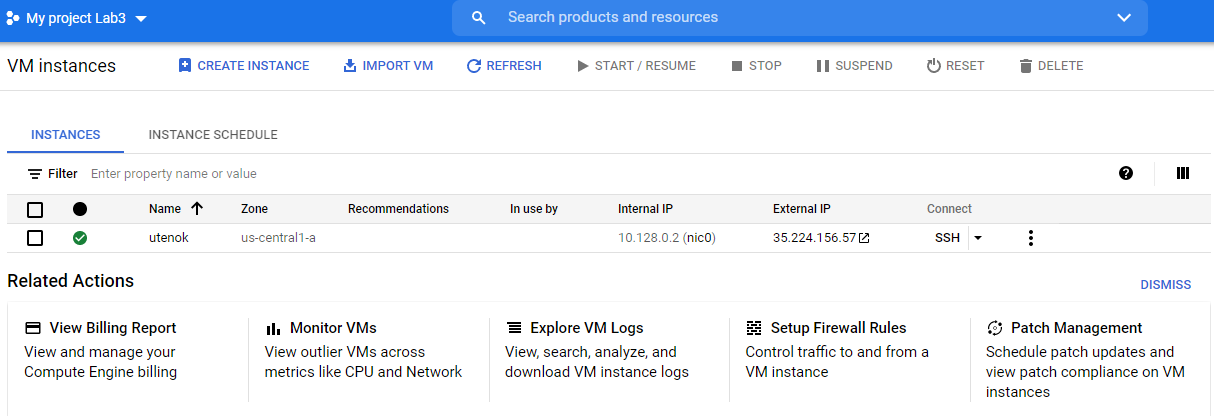 My project Lab3
Search products and resources
VM instances CREATE INSTANCE IMPORT VM REFRESH START / RESUME STOP SUSPEND RESET DELETE
INSTANCES INSTANCE SCHEDULE
Filter Enter property name or value
Name Zone Recommendations In use by Internal IP External IP Connect
utenok us-central1-a 10.128.0.2 (nic0) 35.224.156.57 SSH
Related Actions
DISMISS
View Billing Report
View and manage your
Compute Engine billing
Monitor VMs
View outlier VMs across
metrics like CPU and Network
Explore VM Logs
View, search, analyze, and
download VM instance logs
Setup Firewall Rules
Control traffic to and from a
VM instance
Patch Management
Schedule patch updates and
view patch compliance on VM
instances